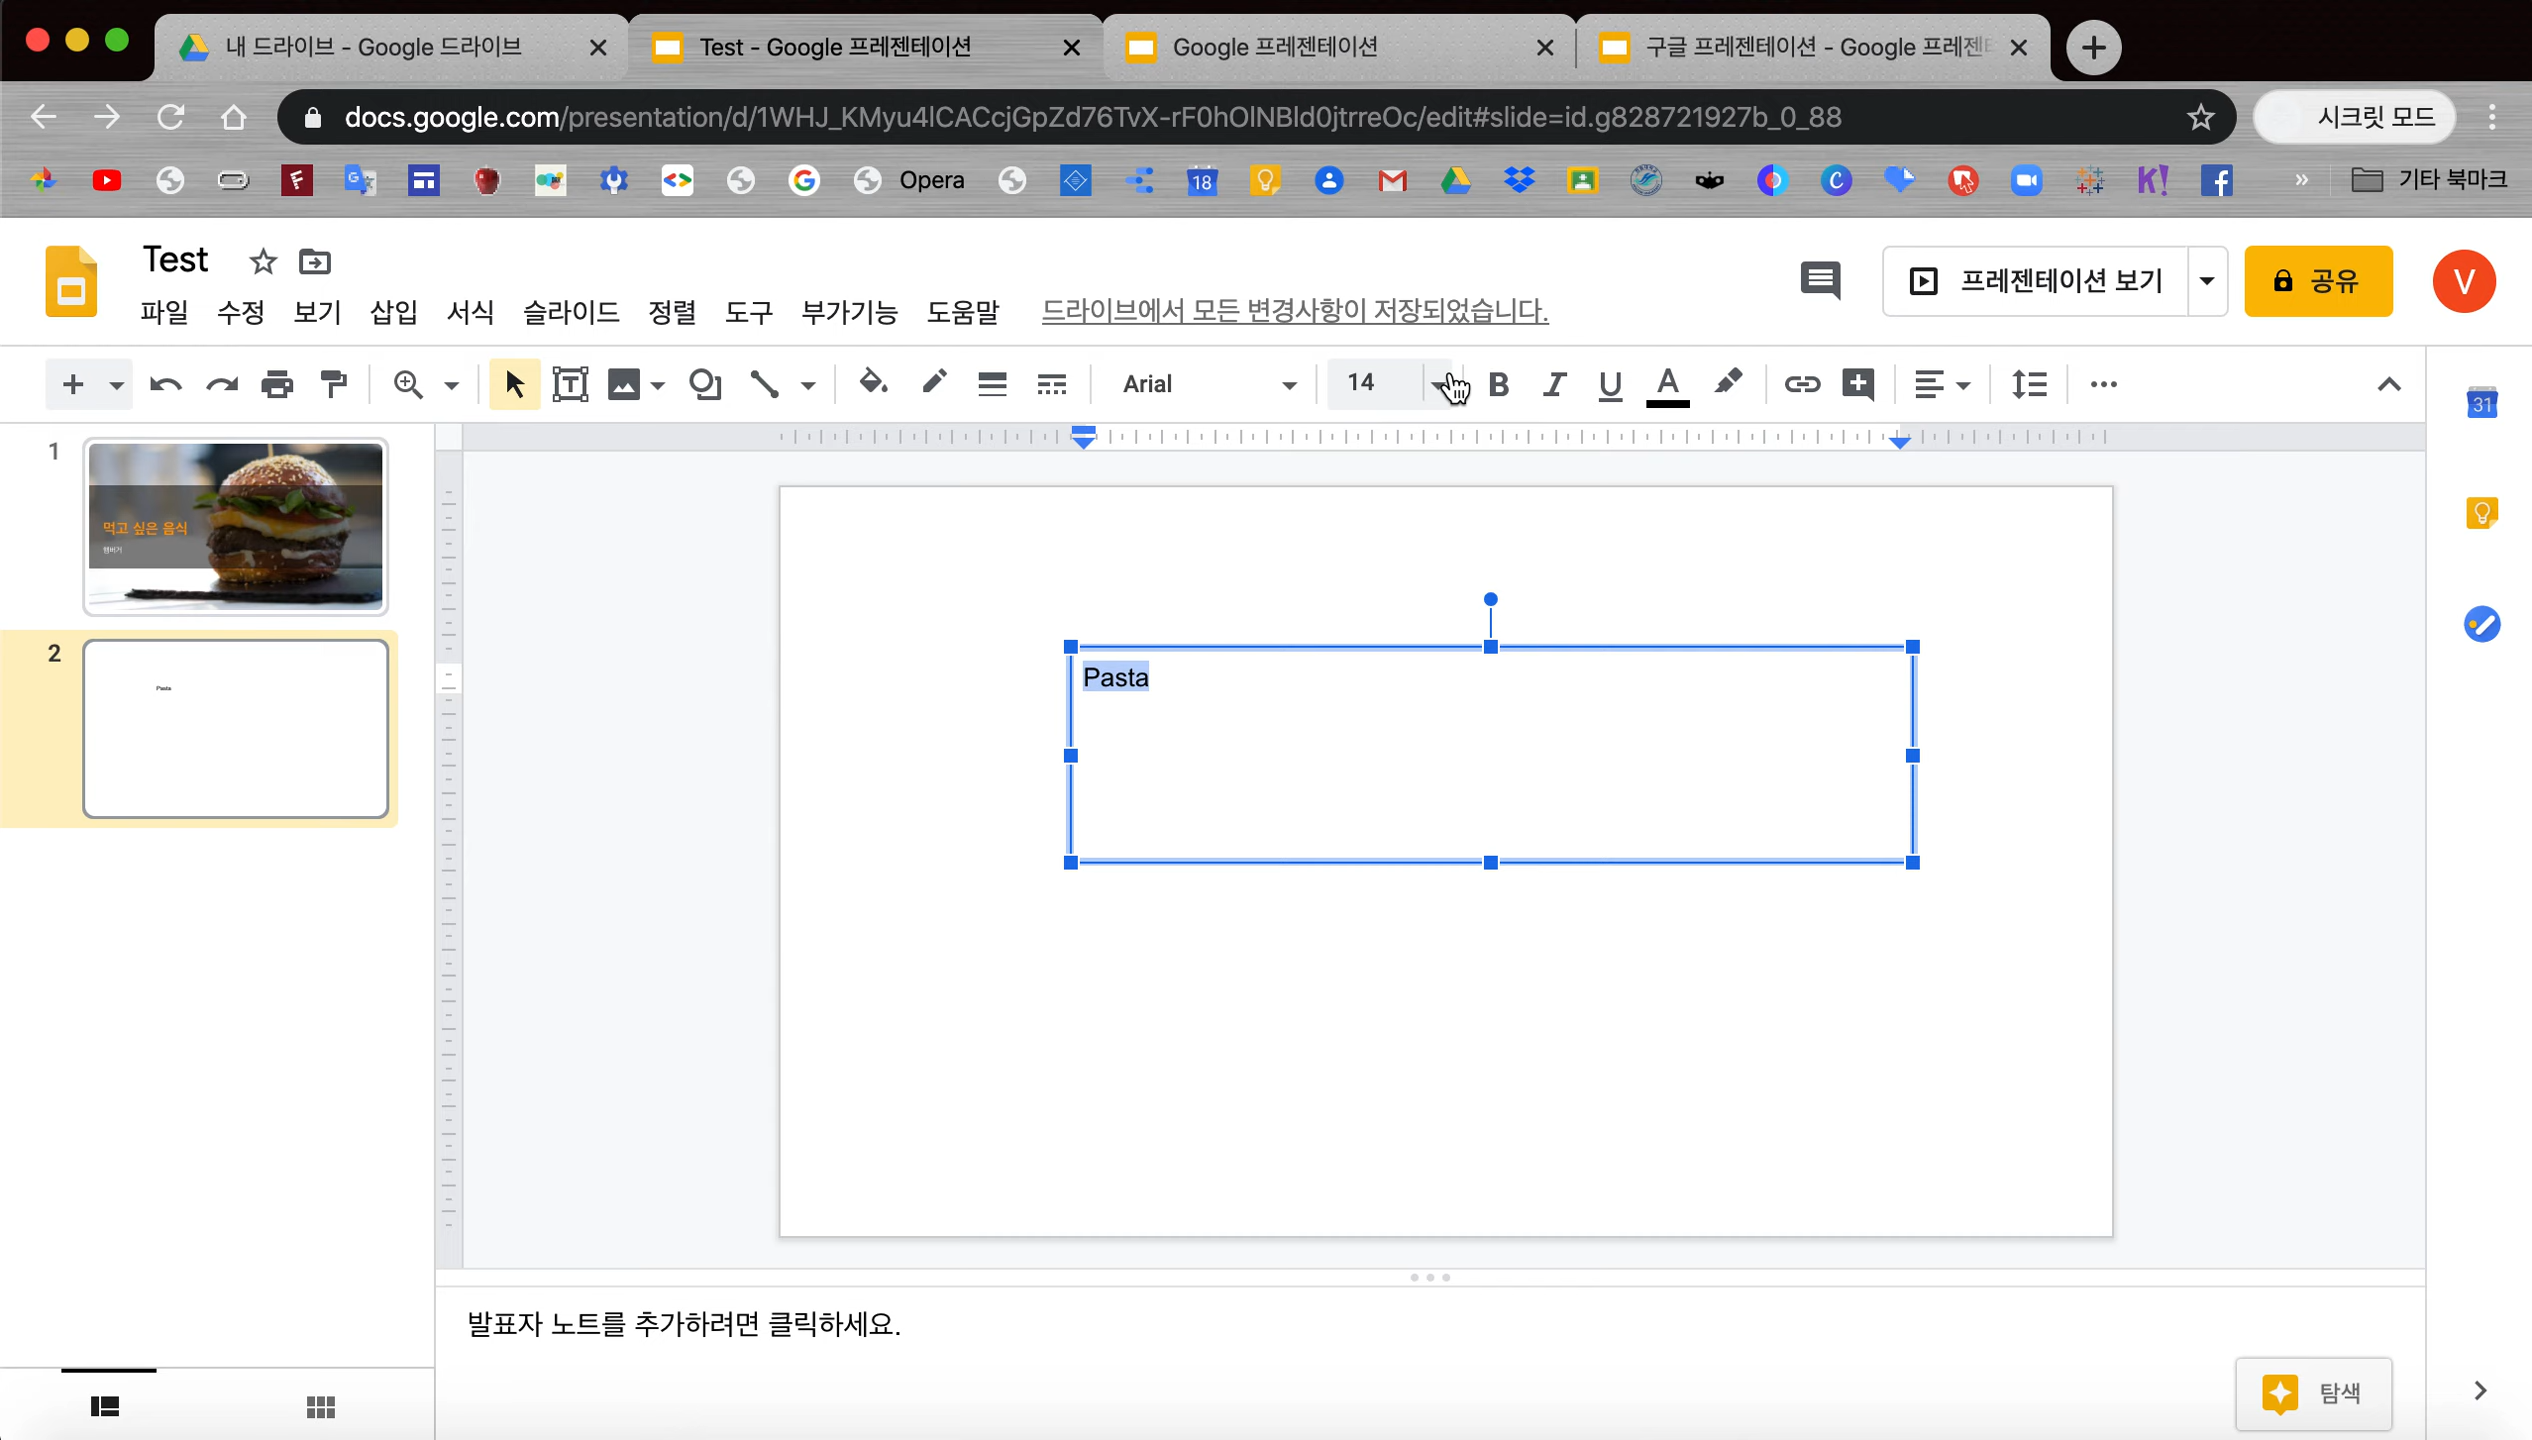 내 드라이브 - Google 드라이브
Test - Google 프레젠테이션
Google 프레젠테이션
구글 프레젠테이션 - Google 프레젠
docs.google.com/presentation/d/1WHJ_KMyu4lCACcjGpZd76TvX-rF0hOlNBld0jtrreOc/edit#slide=id.g828721927b_0_88
시크릿 모드
Opera
18
기타 북마크
Test
파일 수정 보기 삽입 서식 슬라이드 정렬 도구 부가기능 도움말 드라이브에서 모든 변경사항이 저장되었습니다.
프레젠테이션 보기
공유
V
Arial
14
31
1
먹고 싶은 음식
햄버거
2
Pasta
Pasta
발표자 노트를 추가하려면 클릭하세요.
탐색